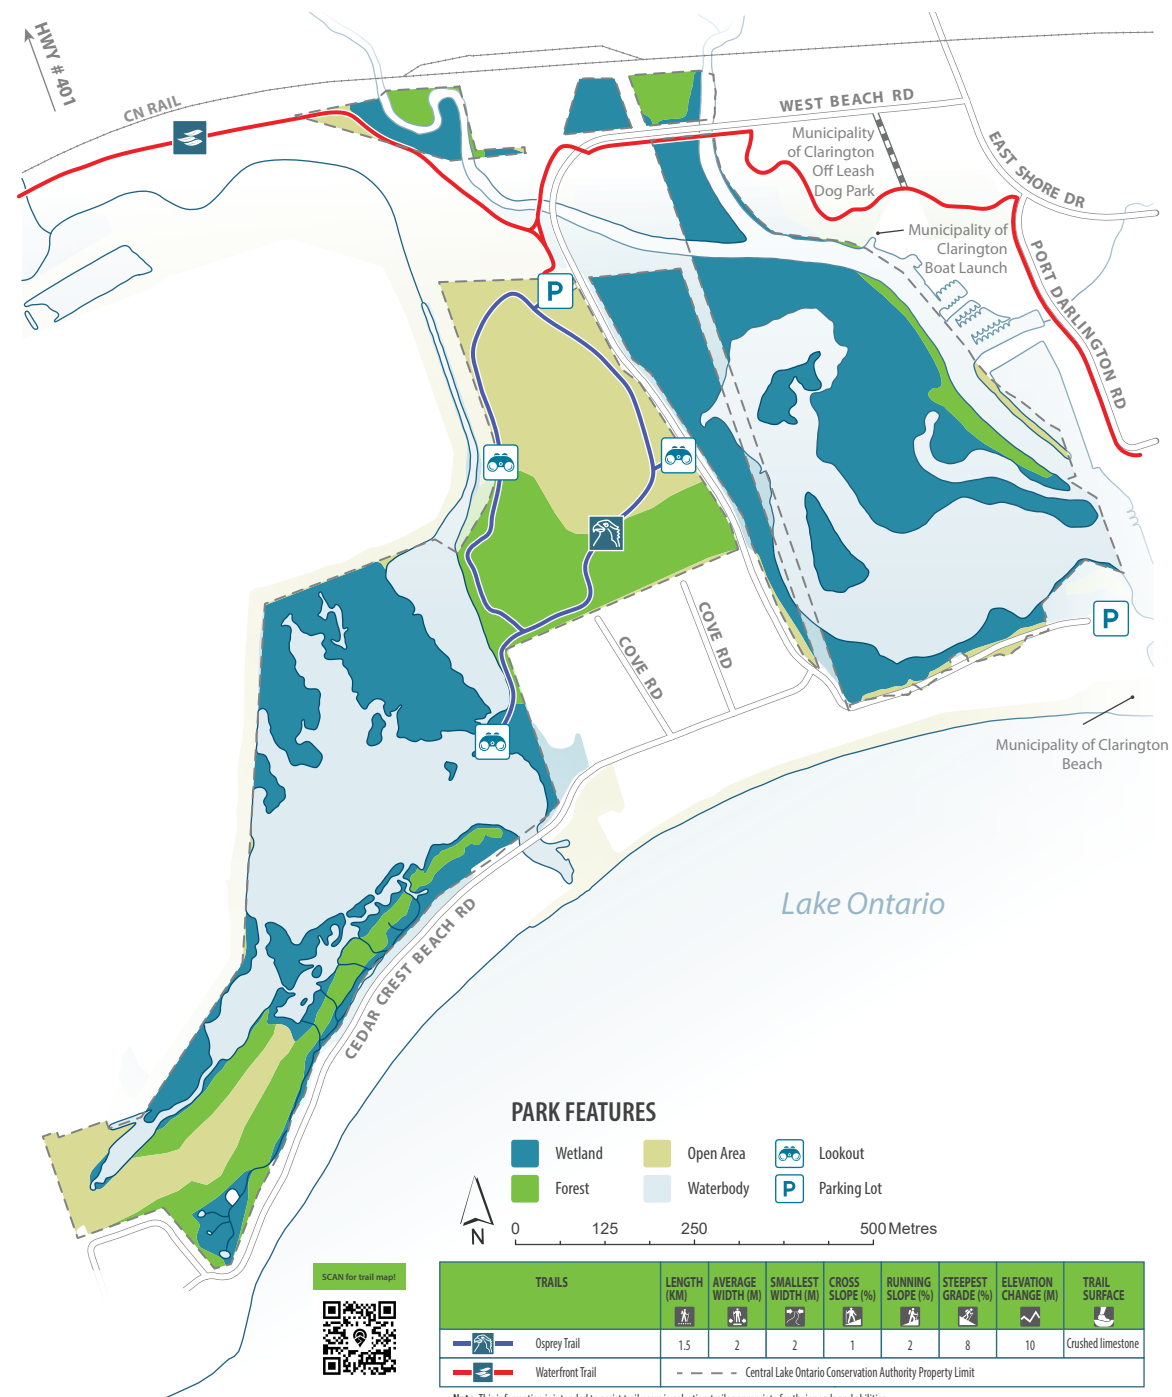 HWY # 401
CN RAIL
WEST BEACH RD
Municipality
of Clarington
Off Leash
Dog Park
EAST SHORE DR
Municipality of
Clarington
Boat Launch
PORT DARLINGTON RD
P
P
COVE RD
COVE RD
Municipality of Clarington
Beach
Lake Ontario
CEDAR CREST BEACH RD
PARK FEATURES
Wetland
Open Area
Lookout
Forest
Waterbody
P
Parking Lot
N
0 125 250 500 Metres
SCAN for trail map!
TRAILS
LENGTH
(KM)
AVERAGE
WIDTH (M)
SMALLEST
WIDTH (M)
CROSS
SLOPE (%)
RUNNING
SLOPE (%)
STEEPEST
GRADE (%)
ELEVATION
CHANGE (M)
TRAIL
SURFACE
Osprey Trail 1.5 2 2 1 2 8 10 Crushed limestone
Waterfront Trail
Central Lake Ontario Conservation Authority Property Limit